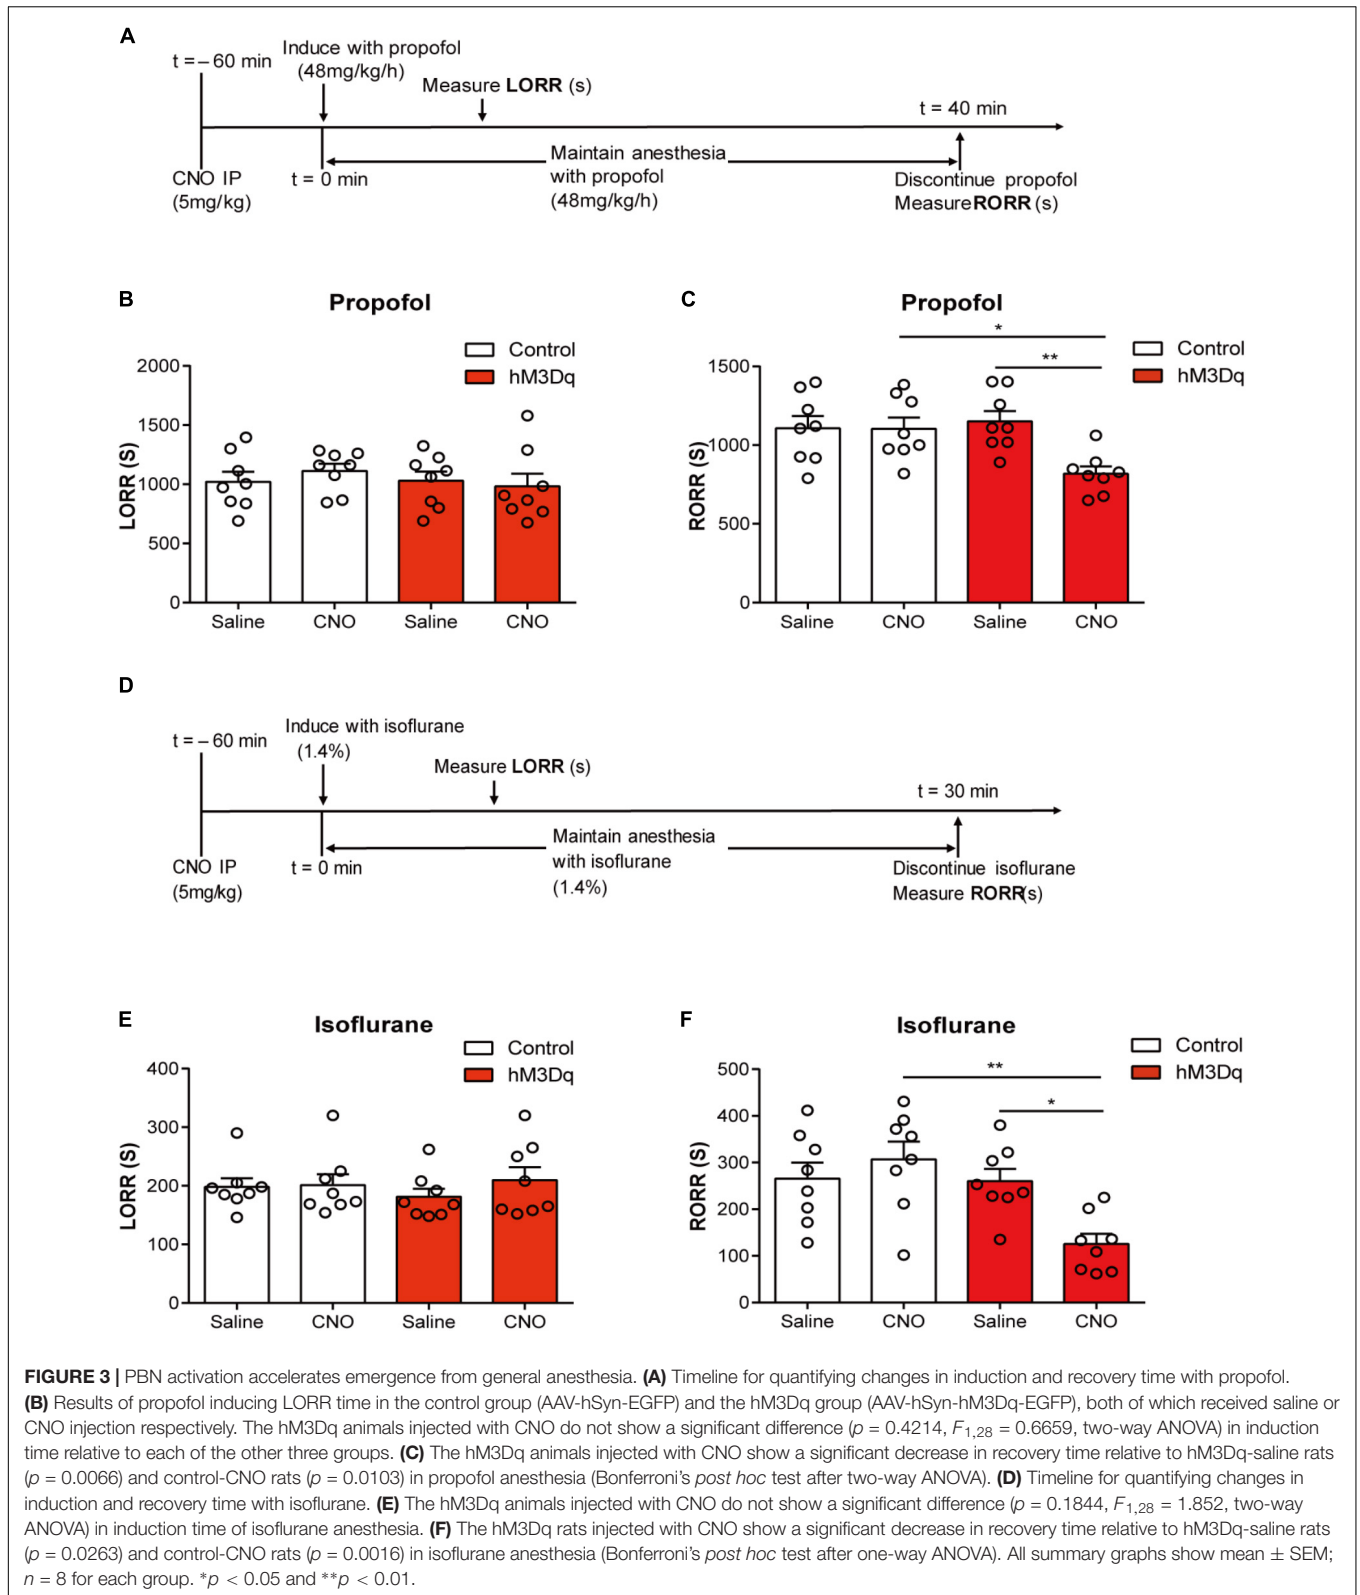 A
t = – 60 min
Induce with propofol
(48mg/kg/h)
Measure LORR (s)
t = 40 min
CNO IP
(5mg/kg)
t = 0 min
Maintain anesthesia
with propofol
(48mg/kg/h)
Discontinue propofol
Measure RORR (s)
B
Propofol
Control
hM3Dq
LORR (S)
2000
1500
1000
500
0
Saline
CNO
Saline
CNO
C
Propofol
Control
hM3Dq
*
**
RORR (S)
1500
1000
500
0
Saline
CNO
Saline
CNO
D
t = – 60 min
Induce with isoflurane
(1.4%)
Measure LORR (s)
t = 30 min
CNO IP
(5mg/kg)
t = 0 min
Maintain anesthesia
with isoflurane
(1.4%)
Discontinue isoflurane
Measure RORR(s)
E
Isoflurane
Control
hM3Dq
LORR (S)
400
300
200
100
0
Saline
CNO
Saline
CNO
F
Isoflurane
Control
hM3Dq
**
*
RORR (S)
500
400
300
200
100
0
Saline
CNO
Saline
CNO
FIGURE 3 | PBN activation accelerates emergence from general anesthesia. (A) Timeline for quantifying changes in induction and recovery time with propofol.
(B) Results of propofol inducing LORR time in the control group (AAV-hSyn-EGFP) and the hM3Dq group (AAV-hSyn-hM3Dq-EGFP), both of which received saline or
CNO injection respectively. The hM3Dq animals injected with CNO do not show a significant difference (p = 0.4214, F1,28 = 0.6659, two-way ANOVA) in induction
time relative to each of the other three groups. (C) The hM3Dq animals injected with CNO show a significant decrease in recovery time relative to hM3Dq-saline rats
(p = 0.0066) and control-CNO rats (p = 0.0103) in propofol anesthesia (Bonferroni's post hoc test after two-way ANOVA). (D) Timeline for quantifying changes in
induction and recovery time with isoflurane. (E) The hM3Dq animals injected with CNO do not show a significant difference (p = 0.1844, F1,28 = 1.852, two-way
ANOVA) in induction time of isoflurane anesthesia. (F) The hM3Dq rats injected with CNO show a significant decrease in recovery time relative to hM3Dq-saline rats
(p = 0.0263) and control-CNO rats (p = 0.0016) in isoflurane anesthesia (Bonferroni's post hoc test after one-way ANOVA). All summary graphs show mean ± SEM;
n = 8 for each group. *p < 0.05 and **p < 0.01.